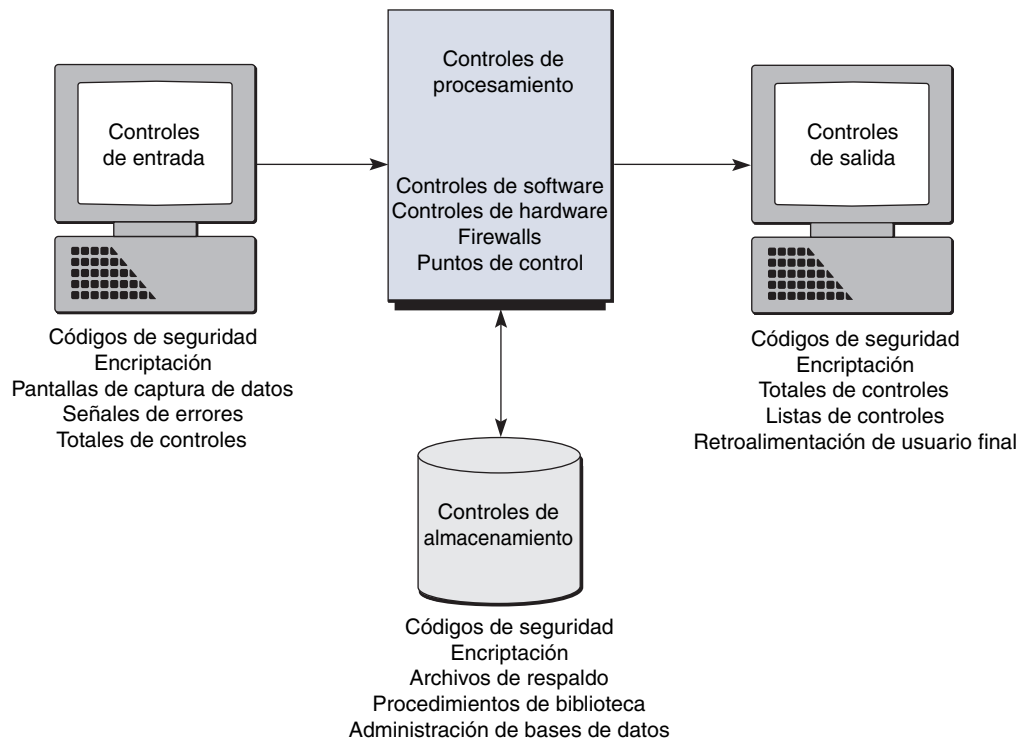 Controles
de entrada
Códigos de seguridad
Encriptación
Pantallas de captura de datos
Señales de errores
Totales de controles
Controles de
procesamiento
Controles de software
Controles de hardware
Firewalls
Puntos de control
Controles
de salida
Códigos de seguridad
Encriptación
Totales de controles
Listas de controles
Retroalimentación de usuario final
Controles de
almacenamiento
Códigos de seguridad
Encriptación
Archivos de respaldo
Procedimientos de biblioteca
Administración de bases de datos